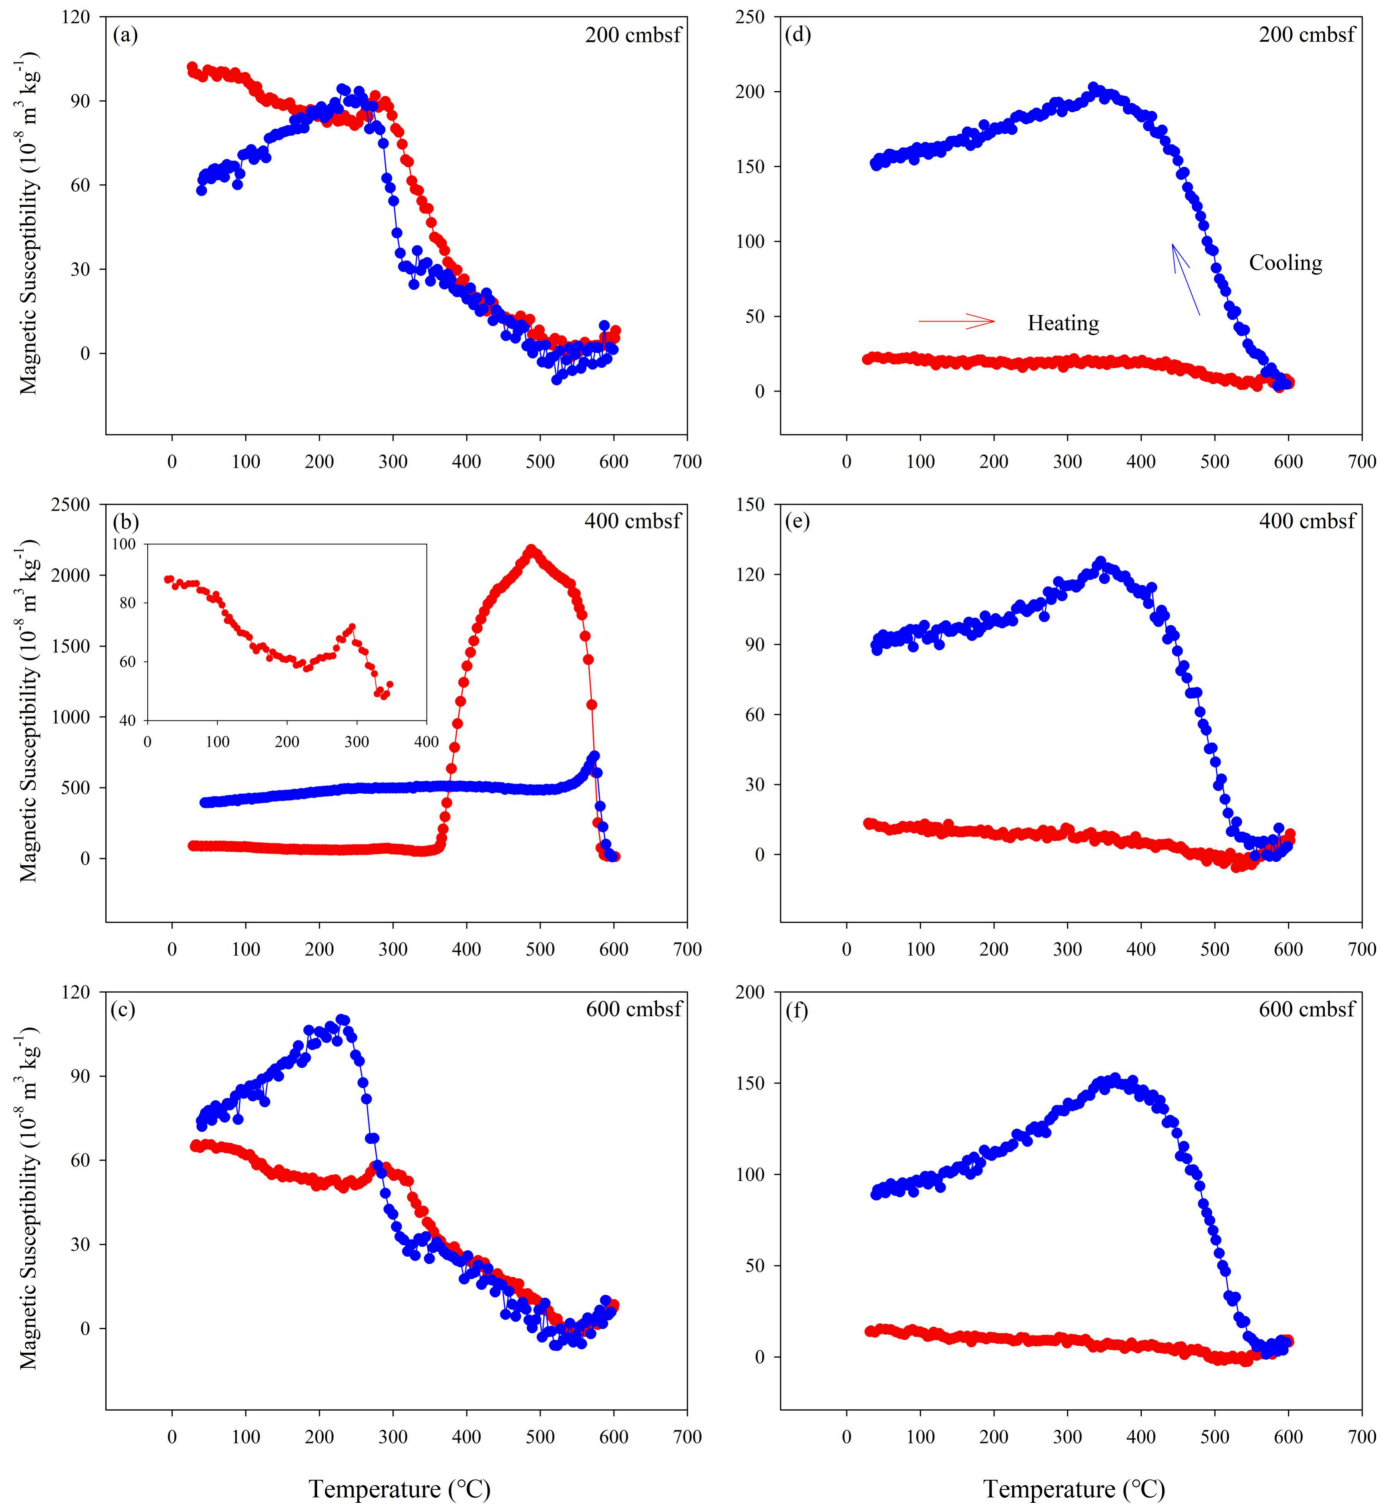 (a)
200 cmbsf
120
90
60
30
0
0 100 200 300 400 500 600 700
Magnetic Susceptibility (10⁻⁸ m³ kg⁻¹)
(d)
200 cmbsf
250
200
150
100
50
0
Cooling
Heating
0 100 200 300 400 500 600 700
(b)
400 cmbsf
2500
2000
1500
1000
500
0
100
80
60
40
0 100 200 300 400
0 100 200 300 400 500 600 700
Magnetic Susceptibility (10⁻⁸ m³ kg⁻¹)
(e)
400 cmbsf
150
120
90
60
30
0
0 100 200 300 400 500 600 700
(c)
600 cmbsf
120
90
60
30
0
0 100 200 300 400 500 600 700
Magnetic Susceptibility (10⁻⁸ m³ kg⁻¹)
Temperature (℃)
(f)
600 cmbsf
200
150
100
50
0
0 100 200 300 400 500 600 700
Temperature (℃)